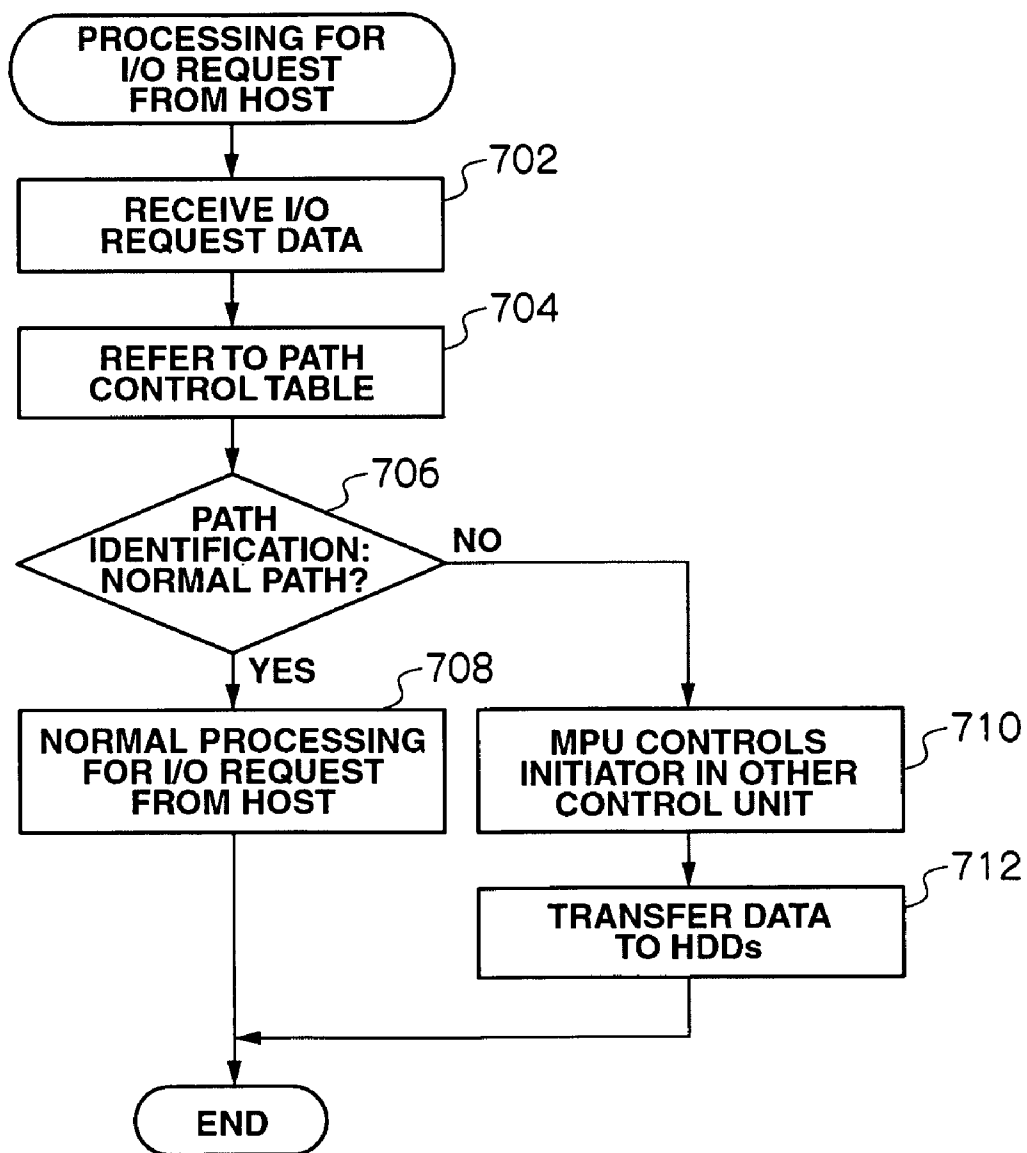 PROCESSING FOR
I/O REQUEST
FROM HOST
702
RECEIVE I/O
REQUEST DATA
704
REFER TO PATH
CONTROL TABLE
706
PATH
IDENTIFICATION:
NORMAL PATH?
NO
YES
708
NORMAL PROCESSING
FOR I/O REQUEST
FROM HOST
710
MPU CONTROLS
INITIATOR IN OTHER
CONTROL UNIT
712
TRANSFER DATA
TO HDDs
END